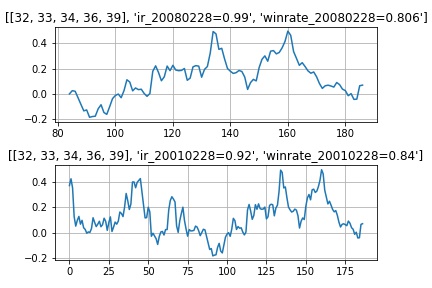 [[32, 33, 34, 36, 39], 'ir_20080228=0.99', 'winrate_20080228=0.806']
0.4
0.2
0.0
−0.2
80 100 120 140 160 180
[[32, 33, 34, 36, 39], 'ir_20010228=0.92', 'winrate_20010228=0.84']
0.4
0.2
0.0
−0.2
0 25 50 75 100 125 150 175